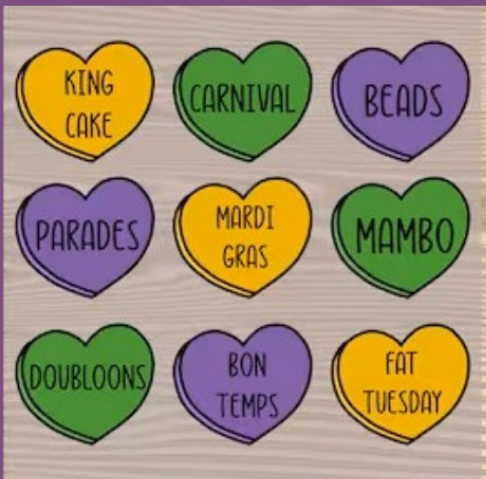 KING
CAKE
CARNIVAL
BEADS
PARADES
MARDI
GRAS
MAMBO
DOUBLOONS
BON
TEMPS
FAT
TUESDAY